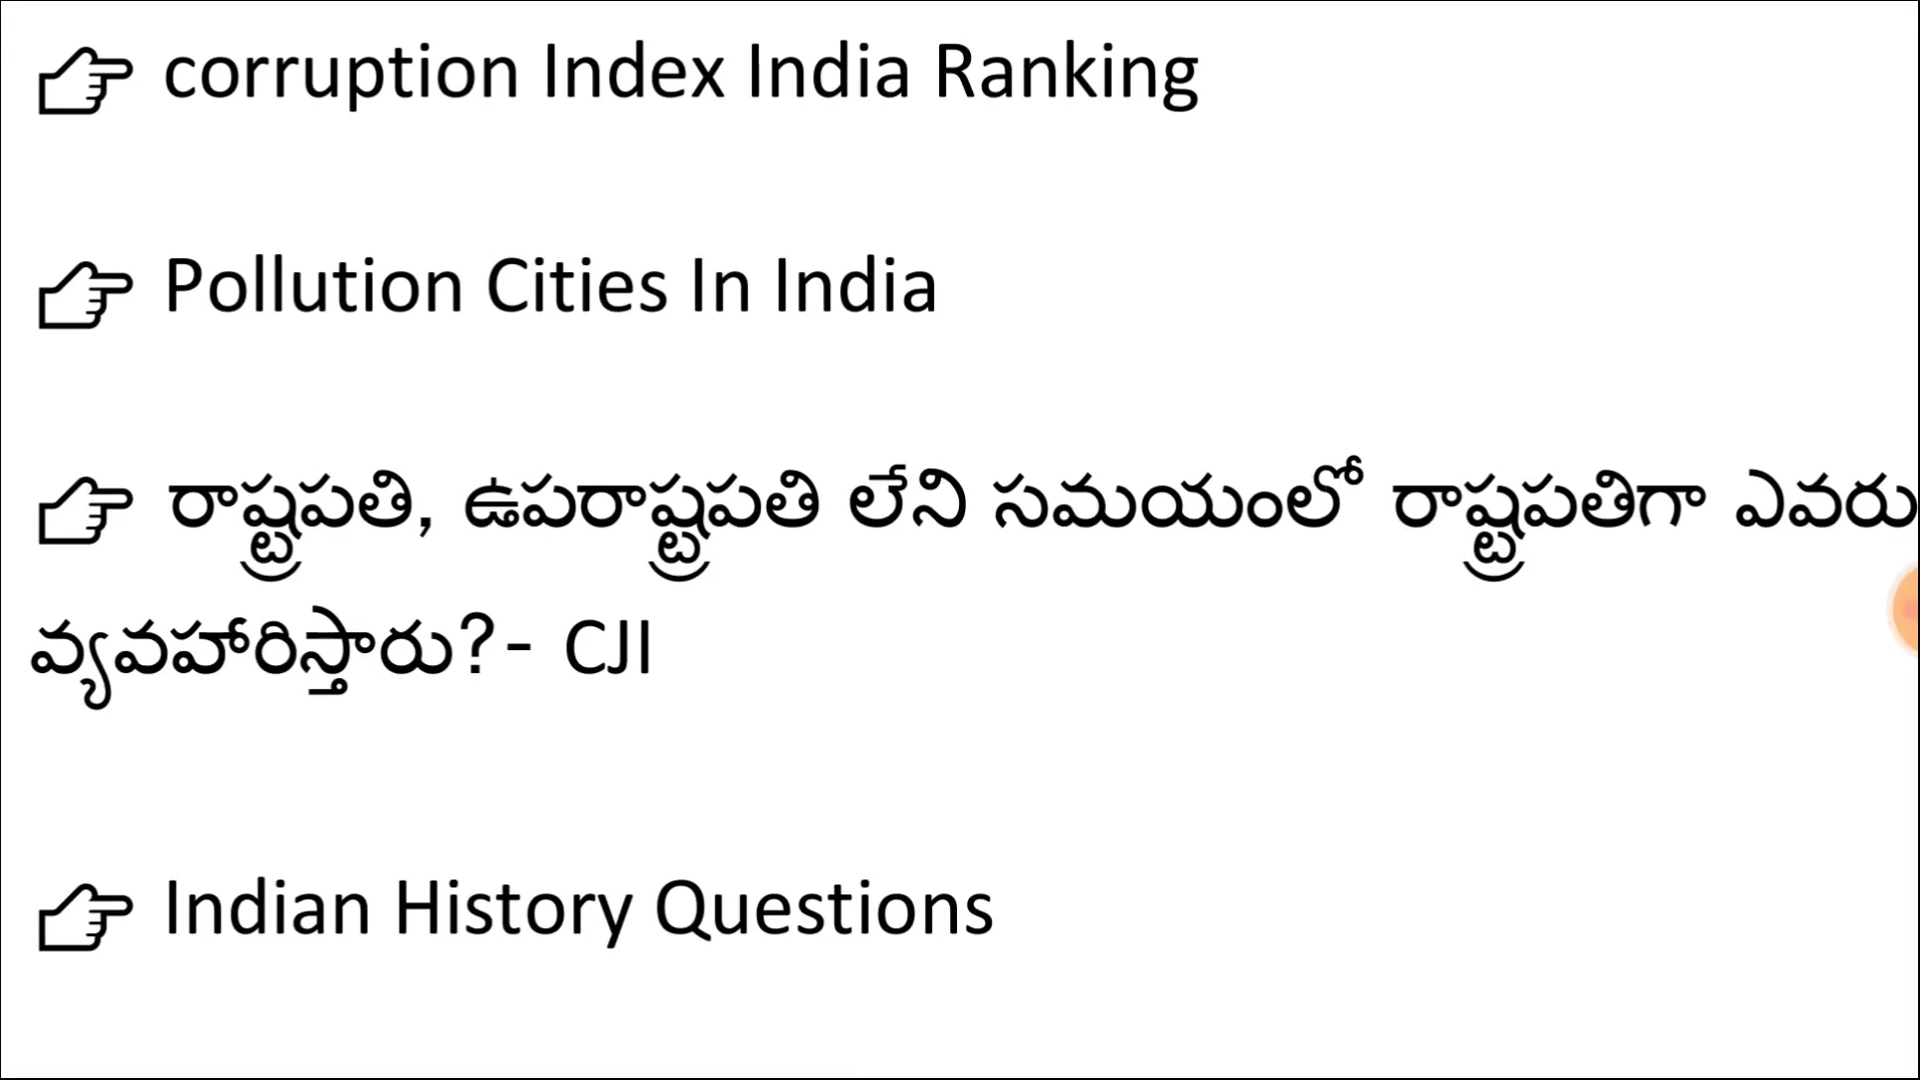 👉 corruption Index India Ranking
👉 Pollution Cities In India
👉 రాష్ట్రపతి, ఉపరాష్ట్రపతి లేని సమయంలో రాష్ట్రపతిగా ఎవరు
వ్యవహారిస్తారు?- CJI
👉 Indian History Questions